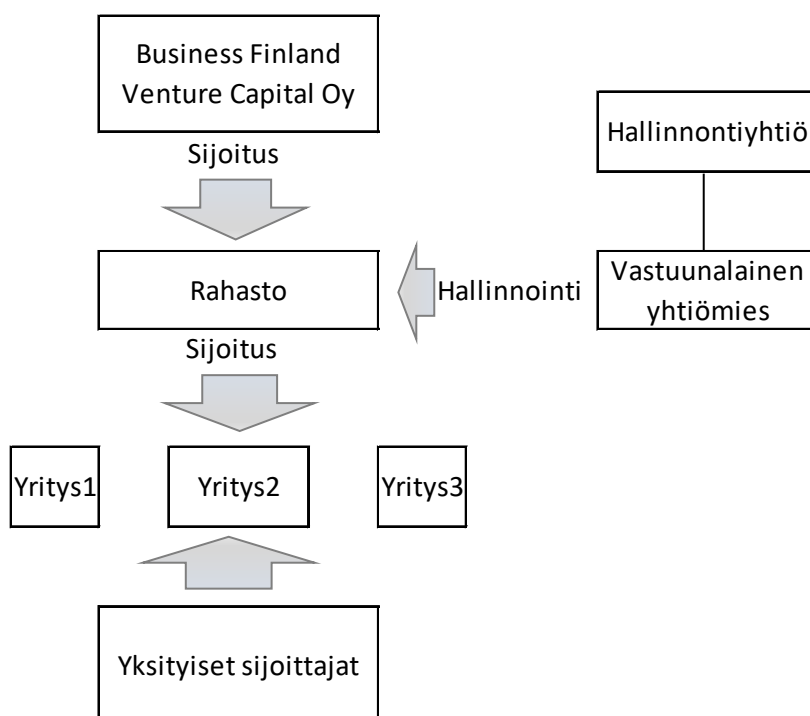 Business Finland
Venture Capital Oy
Sijoitus
Hallinnontiyhtiö
Rahasto
Hallinnointi
Vastuunalainen
yhtiömies
Sijoitus
Yritys1
Yritys2
Yritys3
Yksityiset sijoittajat